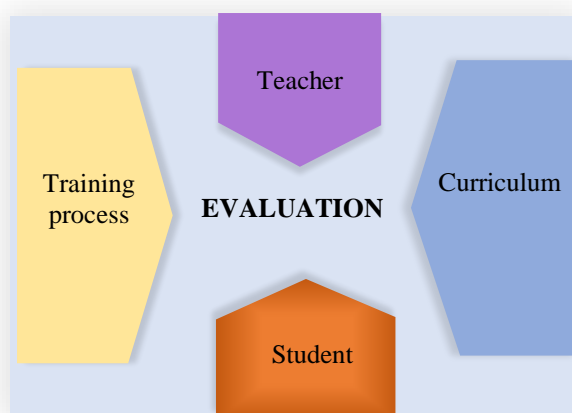 Teacher
Training
process
EVALUATION
Curriculum
Student